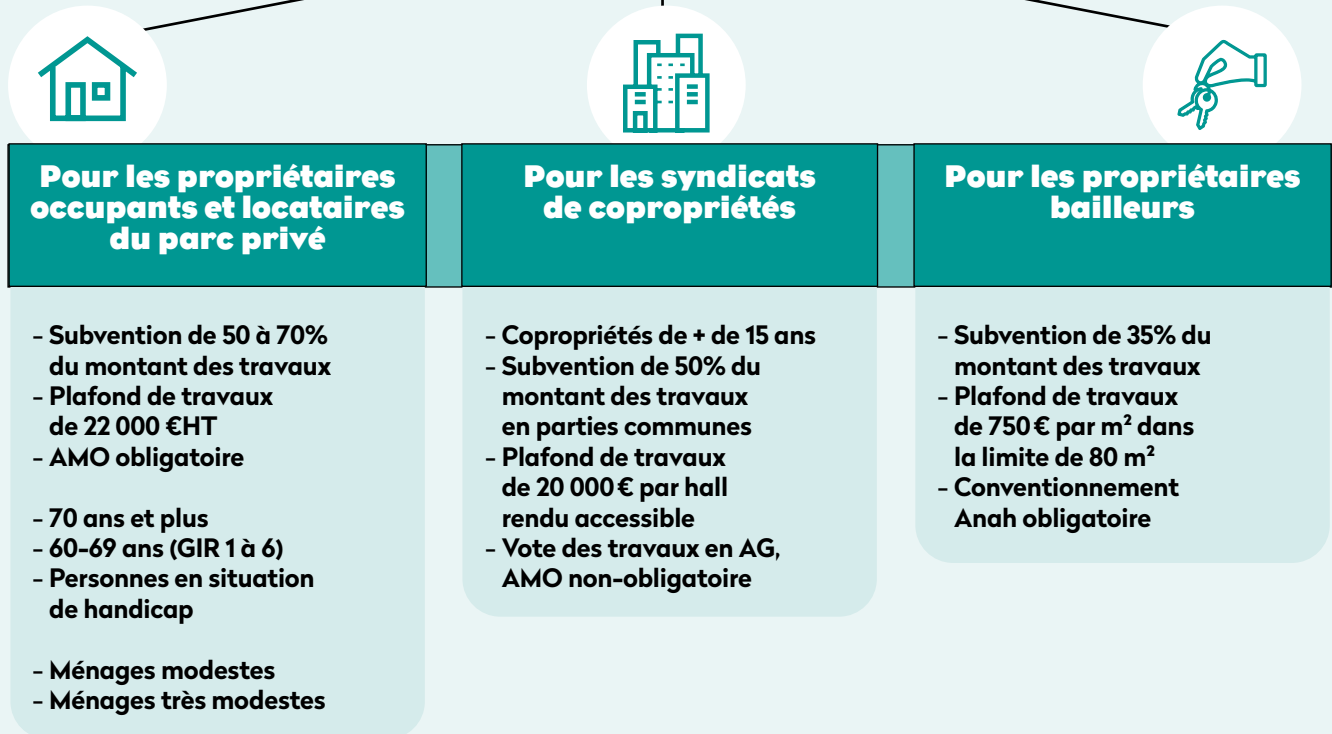 Pour les propriétaires
occupants et locataires
du parc privé
- Subvention de 50 à 70%
du montant des travaux
- Plafond de travaux
de 22 000 €HT
- AMO obligatoire
- 70 ans et plus
- 60-69 ans (GIR 1 à 6)
- Personnes en situation
de handicap
- Ménages modestes
- Ménages très modestes
Pour les syndicats
de copropriétés
- Copropriétés de + de 15 ans
- Subvention de 50% du
montant des travaux
en parties communes
- Plafond de travaux
de 20 000 € par hall
rendu accessible
- Vote des travaux en AG,
AMO non-obligatoire
Pour les propriétaires
bailleurs
- Subvention de 35% du
montant des travaux
- Plafond de travaux
de 750 € par m² dans
la limite de 80 m²
- Conventionnement
Anah obligatoire